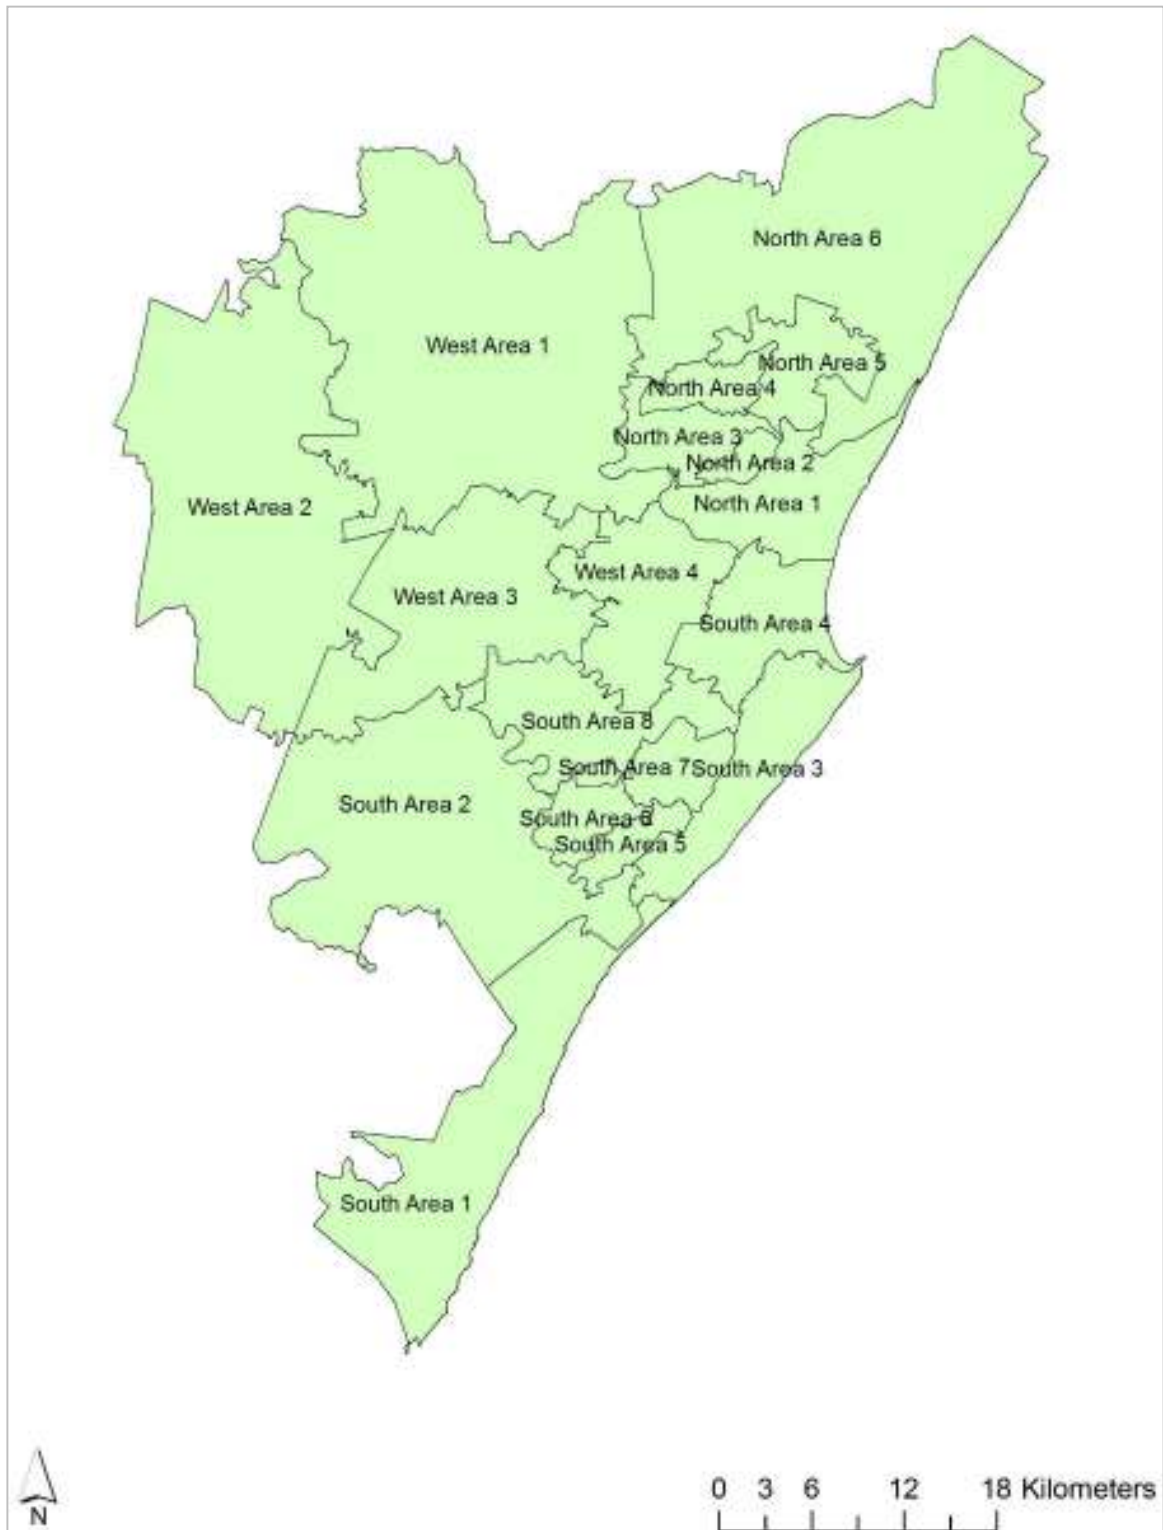 North Area 6
West Area 1
North Area 5
North Area 4
North Area 3
North Area 2
West Area 2
North Area 1
West Area 4
West Area 3
South Area 4
South Area 8
South Area 7
South Area 3
South Area 2
South Area 6
South Area 5
South Area 1
N
0 3 6 12 18 Kilometers